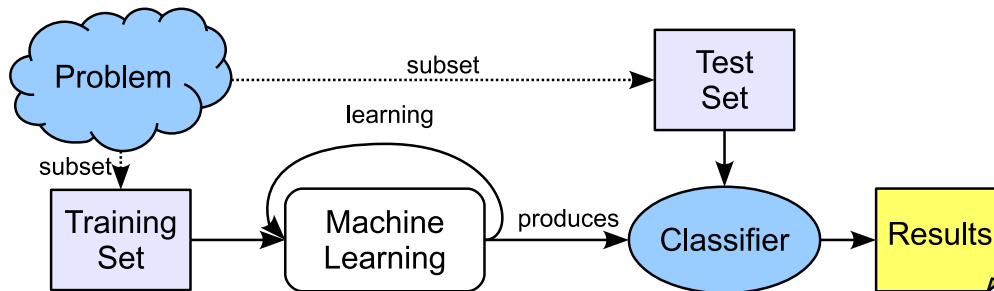 Problem
subset
Test
Set
learning
subset
Training
Set
Machine
Learning
produces
Classifier
Results